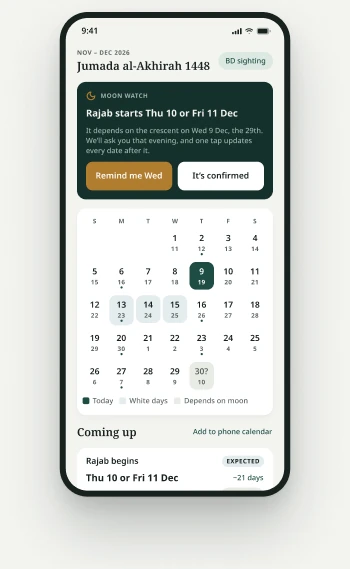 9:41
NOV – DEC 2026
Jumada al-Akhirah 1448
BD sighting
MOON WATCH
Rajab starts Thu 10 or Fri 11 Dec
It depends on the crescent on Wed 9 Dec, the 29th.
We'll ask you that evening, and one tap updates
every date after it.
Remind me Wed
It's confirmed
S M T W T F S
1 2 3 4
11 12 13 14
5 6 7 8 9 10 11
15 16 17 18 19 20 21
12 13 14 15 16 17 18
22 23 24 25 26 27 28
19 20 21 22 23 24 25
29 30 1 2 3 4 5
26 27 28 29 30?
6 7 8 9 10
Today White days Depends on moon
Coming up
Add to phone calendar
Rajab begins
EXPECTED
Thu 10 or Fri 11 Dec
~21 days